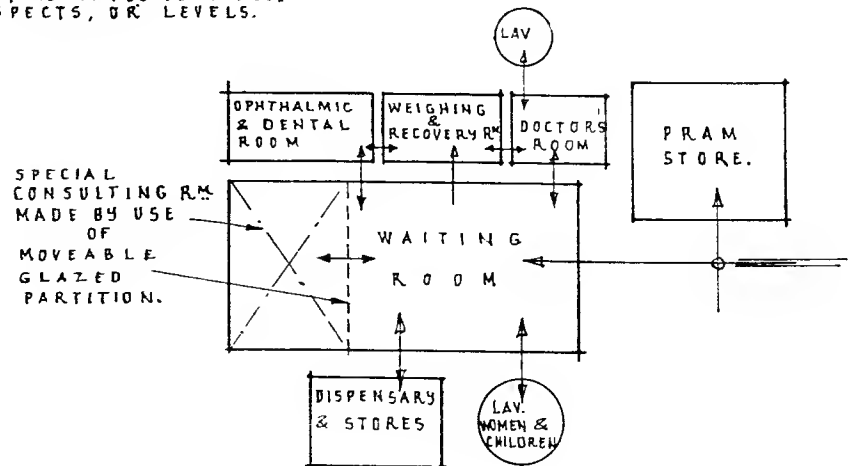 SPECTS, OR LEVELS.
LAV
OPHTHALMIC
& DENTAL
ROOM
WEIGHING
&
RECOVERY RM
DOCTORS
ROOM
PRAM
STORE.
SPECIAL
CONSULTING RM
MADE BY USE
OF
MOVEABLE
GLAZED
PARTITION.
WAITING
ROOM
DISPENSARY
& STORES
LAV.
WOMEN &
CHILDREN